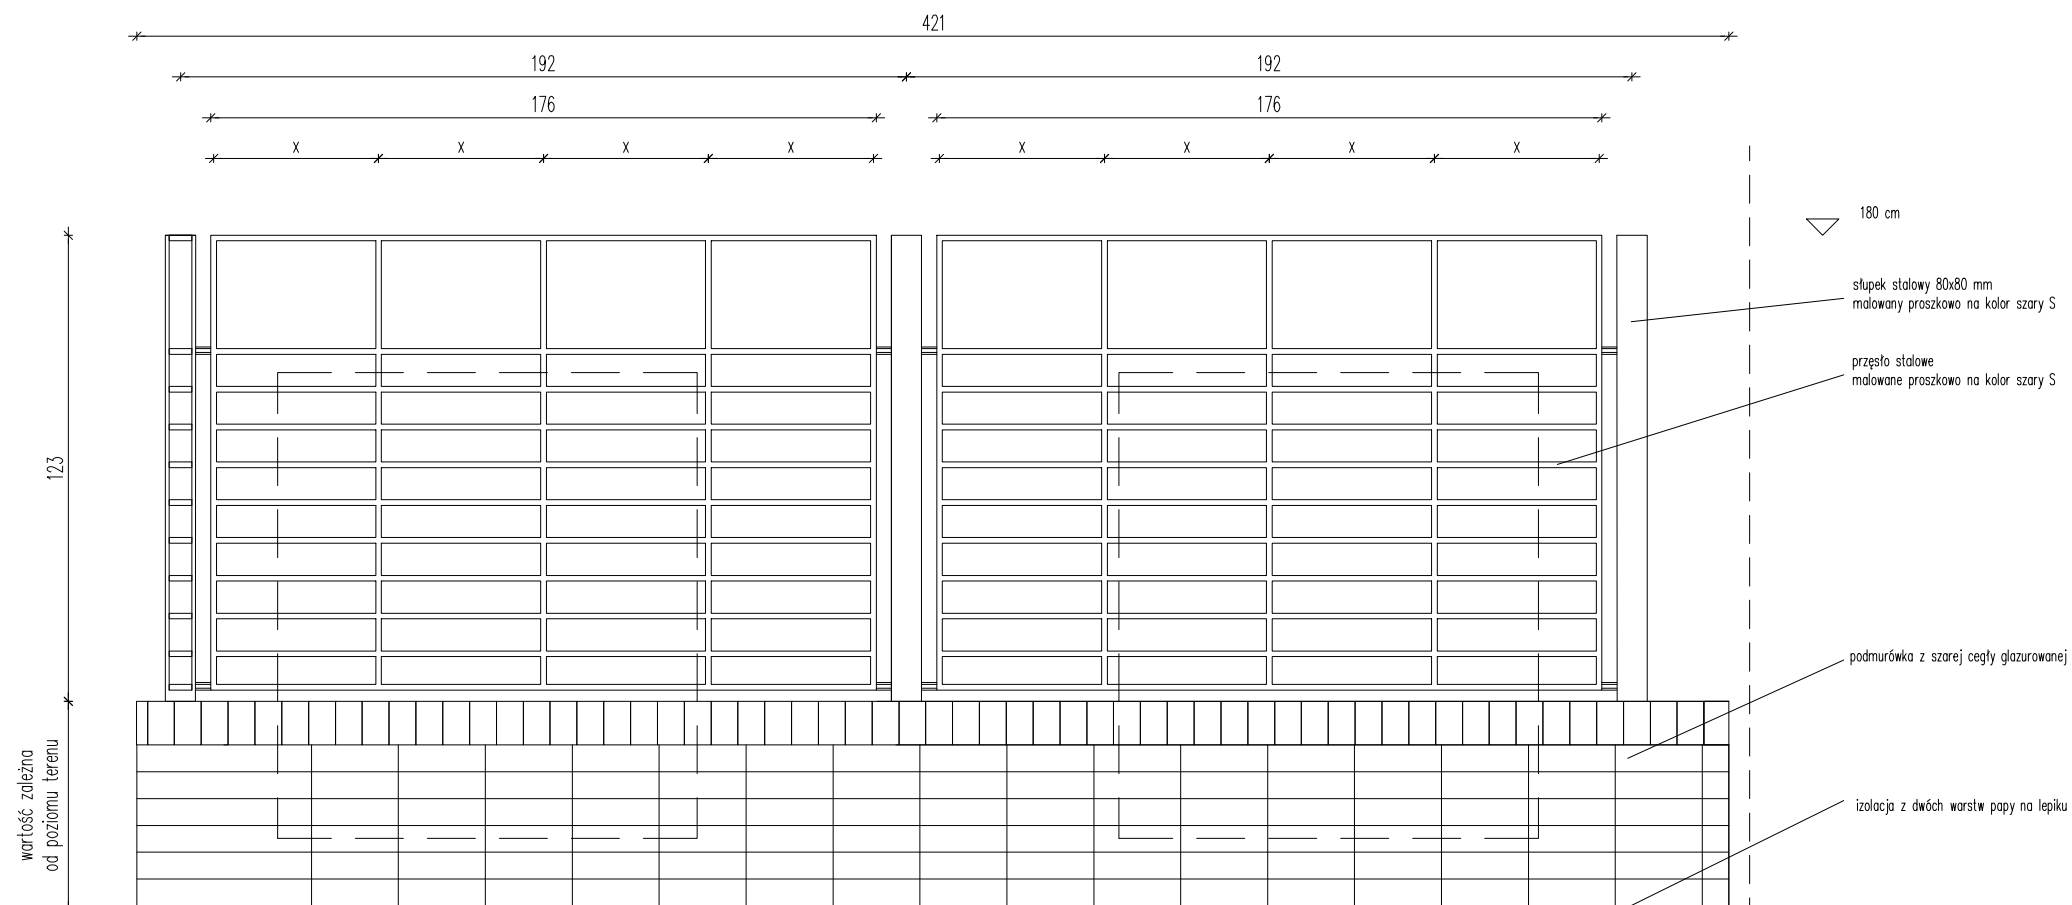 421
192 192
176 176
x x x x x x x x
180 cm
słupek stalowy 80x80 mm
malowany proszkowo na kolor szary S
przęsło stalowe
malowane proszkowo na kolor szary S
123
podmurówka z szarej cegły glazurowanej
wartość zależna
od poziomu terenu
izolacja z dwóch warstw papy na lepiku